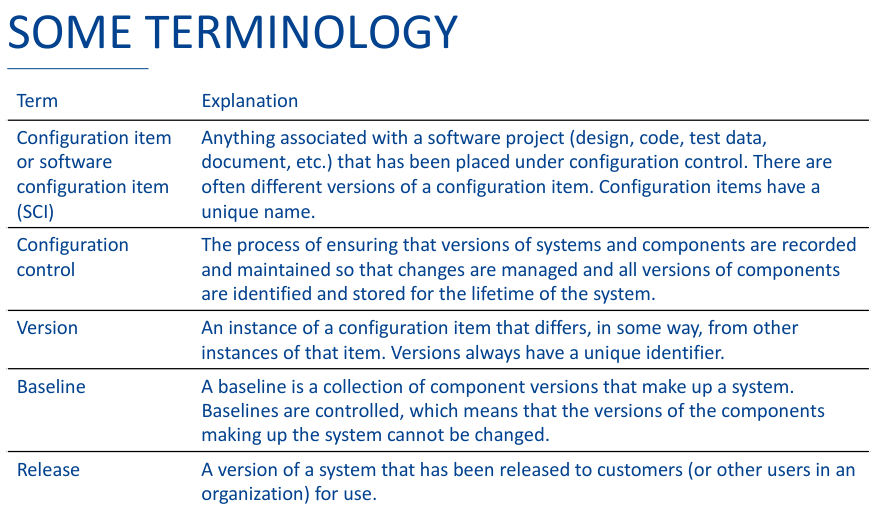 SOME TERMINOLOGY
Term Explanation
Configuration item Anything associated with a software project (design, code, test data,
or software document, etc.) that has been placed under configuration control. There are
configuration item often different versions of a configuration item. Configuration items have a
(SCI) unique name.
Configuration The process of ensuring that versions of systems and components are recorded
control and maintained so that changes are managed and all versions of components
are identified and stored for the lifetime of the system.
Version An instance of a configuration item that differs, in some way, from other
instances of that item. Versions always have a unique identifier.
Baseline A baseline is a collection of component versions that make up a system.
Baselines are controlled, which means that the versions of the components
making up the system cannot be changed.
Release A version of a system that has been released to customers (or other users in an
organization) for use.